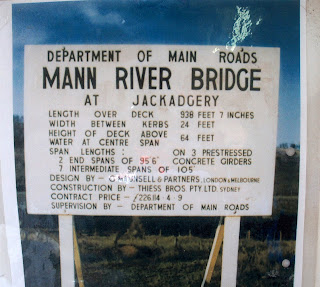 DEPARTMENT OF MAIN ROADS
MANN RIVER BRIDGE
AT JACKADGERY
LENGTH OVER DECK 938 FEET 7 INCHES
WIDTH BETWEEN KERBS 24 FEET
HEIGHT OF DECK ABOVE
WATER AT CENTRE SPAN 64 FEET
SPAN LENGTHS : ON 3 PRESTRESSED
2 END SPANS OF 95'6" CONCRETE GIRDERS
7 INTERMEDIATE SPANS OF 105'
DESIGN BY - G. MAUNSELL & PARTNERS, LONDON & MELBOURNE
CONSTRUCTION BY - THIESS BROS. PTY. LTD. SYDNEY
CONTRACT PRICE - 4 9
SUPERVISION BY - DEPARTMENT OF MAIN ROADS